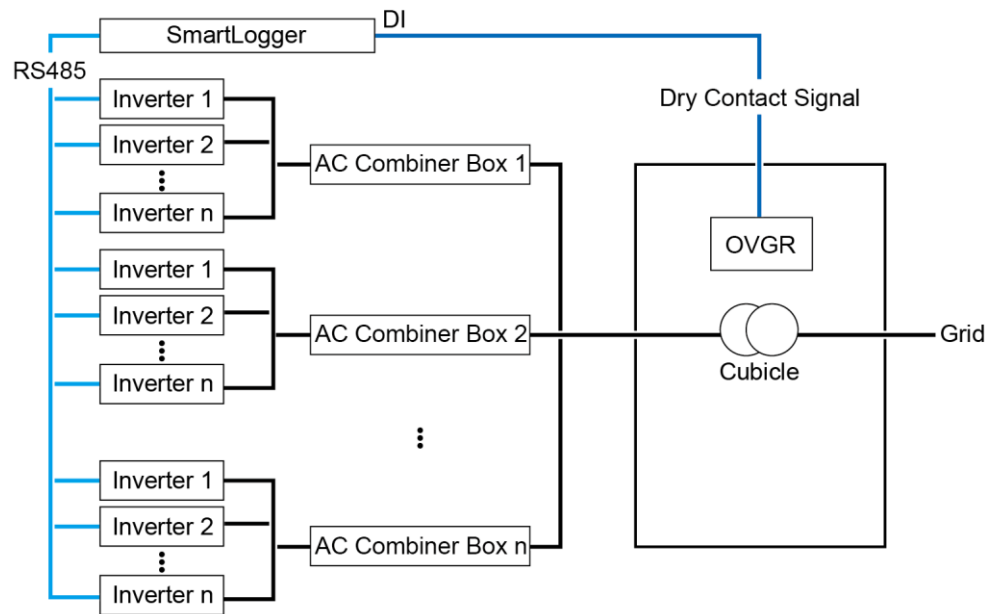 DI
SmartLogger
RS485
Inverter 1
Dry Contact Signal
Inverter 2
AC Combiner Box 1
Inverter n
OVGR
Inverter 1
Inverter 2
AC Combiner Box 2
Grid
Cubicle
Inverter n
Inverter 1
Inverter 2
AC Combiner Box n
Inverter n